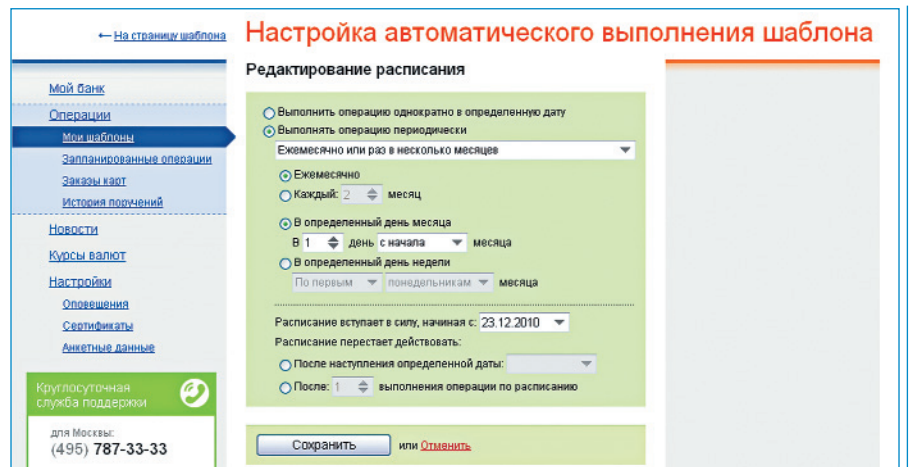 ← На страницу шаблона
Настройка автоматического выполнения шаблона
Мой банк
Операции
Мои шаблоны
Запланированные операции
Заказы карт
История поручений
Новости
Курсы валют
Настройки
Оповещения
Сертификаты
Анкетные данные
Круглосуточная
служба поддержки
для Москвы:
(495) 787-33-33
Редактирование расписания
Выполнить операцию однократно в определенную дату
Выполнять операцию периодически
Ежемесячно или раз в несколько месяцев
Ежемесячно
Каждый: 2 месяц
В определенный день месяца
В 1 день с начала месяца
В определенный день недели
По первым понедельникам месяца
Расписание вступает в силу, начиная с: 23.12.2010
Расписание перестает действовать:
После наступления определенной даты:
После: 1 выполнения операции по расписанию
Сохранить или Отменить